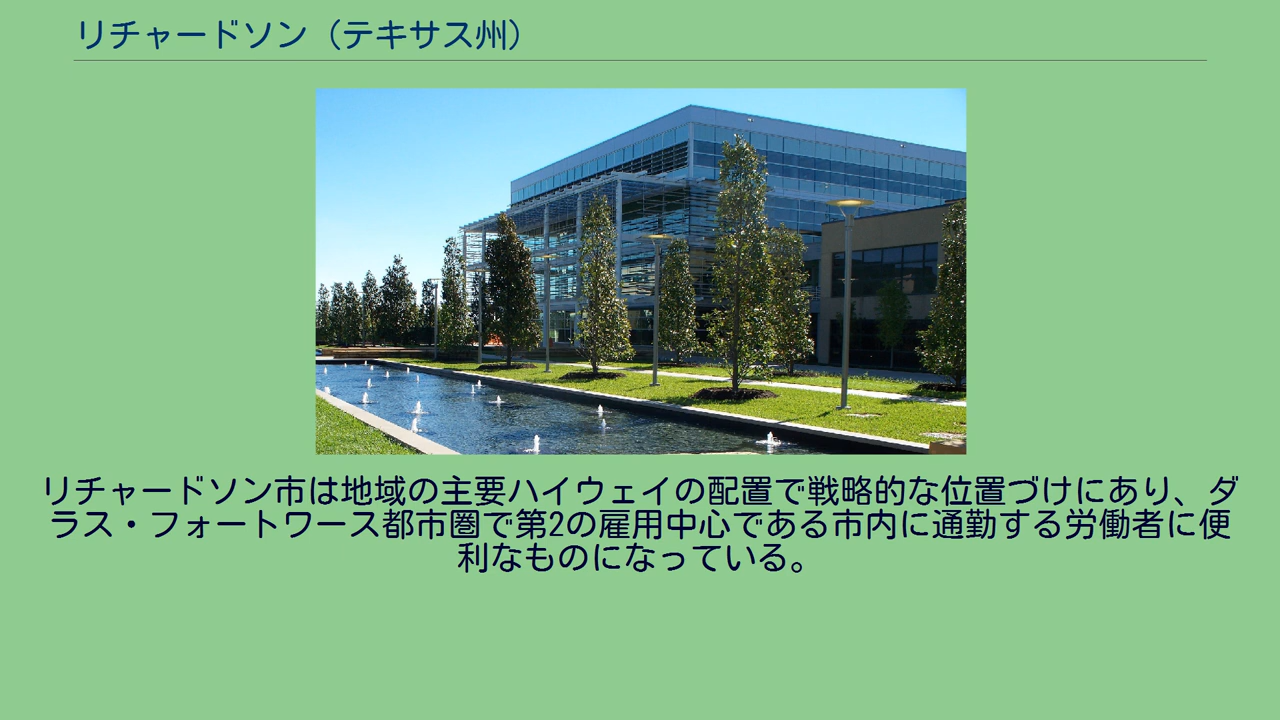 リチャードソン（テキサス州）
リチャードソン市は地域の主要ハイウェイの配置で戦略的な位置づけにあり、ダ
ラス・フォートワース都市圏で第2の雇用中心である市内に通勤する労働者に便
利なものになっている。